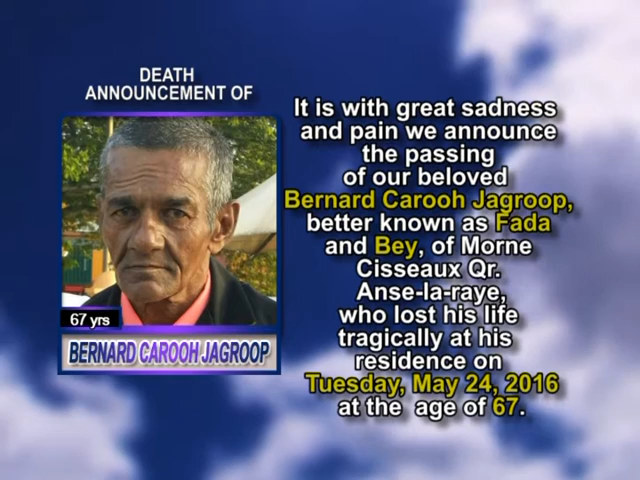 DEATH
ANNOUNCEMENT OF
67 yrs
BERNARD CAROOH JAGROOP
It is with great sadness
and pain we announce
the passing
of our beloved
Bernard Carooh Jagroop,
better known as Fada
and Bey, of Morne
Cisseaux Qr.
Anse-la-raye,
who lost his life
tragically at his
residence on
Tuesday, May 24, 2016
at the age of 67.